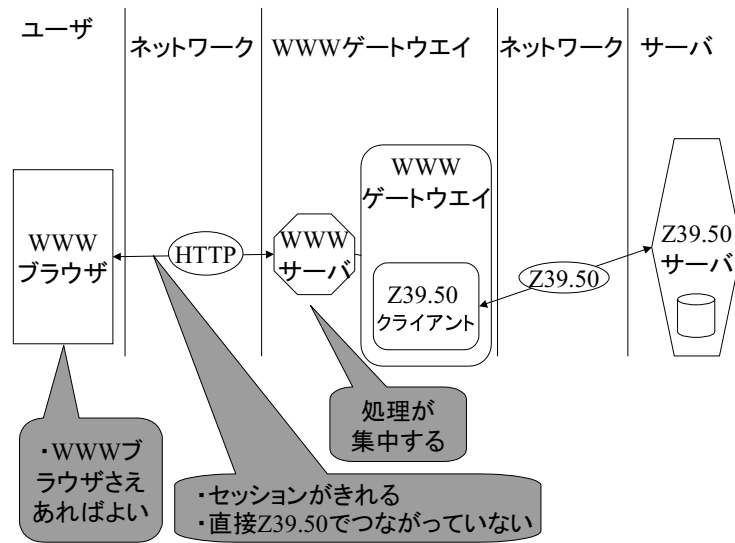 ユーザ
ネットワーク
WWWゲートウエイ
ネットワーク
サーバ
WWW
ブラウザ
HTTP
WWW
サーバ
WWW
ゲートウエイ
Z39.50
クライアント
Z39.50
Z39.50
サーバ
・WWWブ
ラウザさえ
あればよい
処理が
集中する
・セッションがきれる
・直接Z39.50でつながっていない